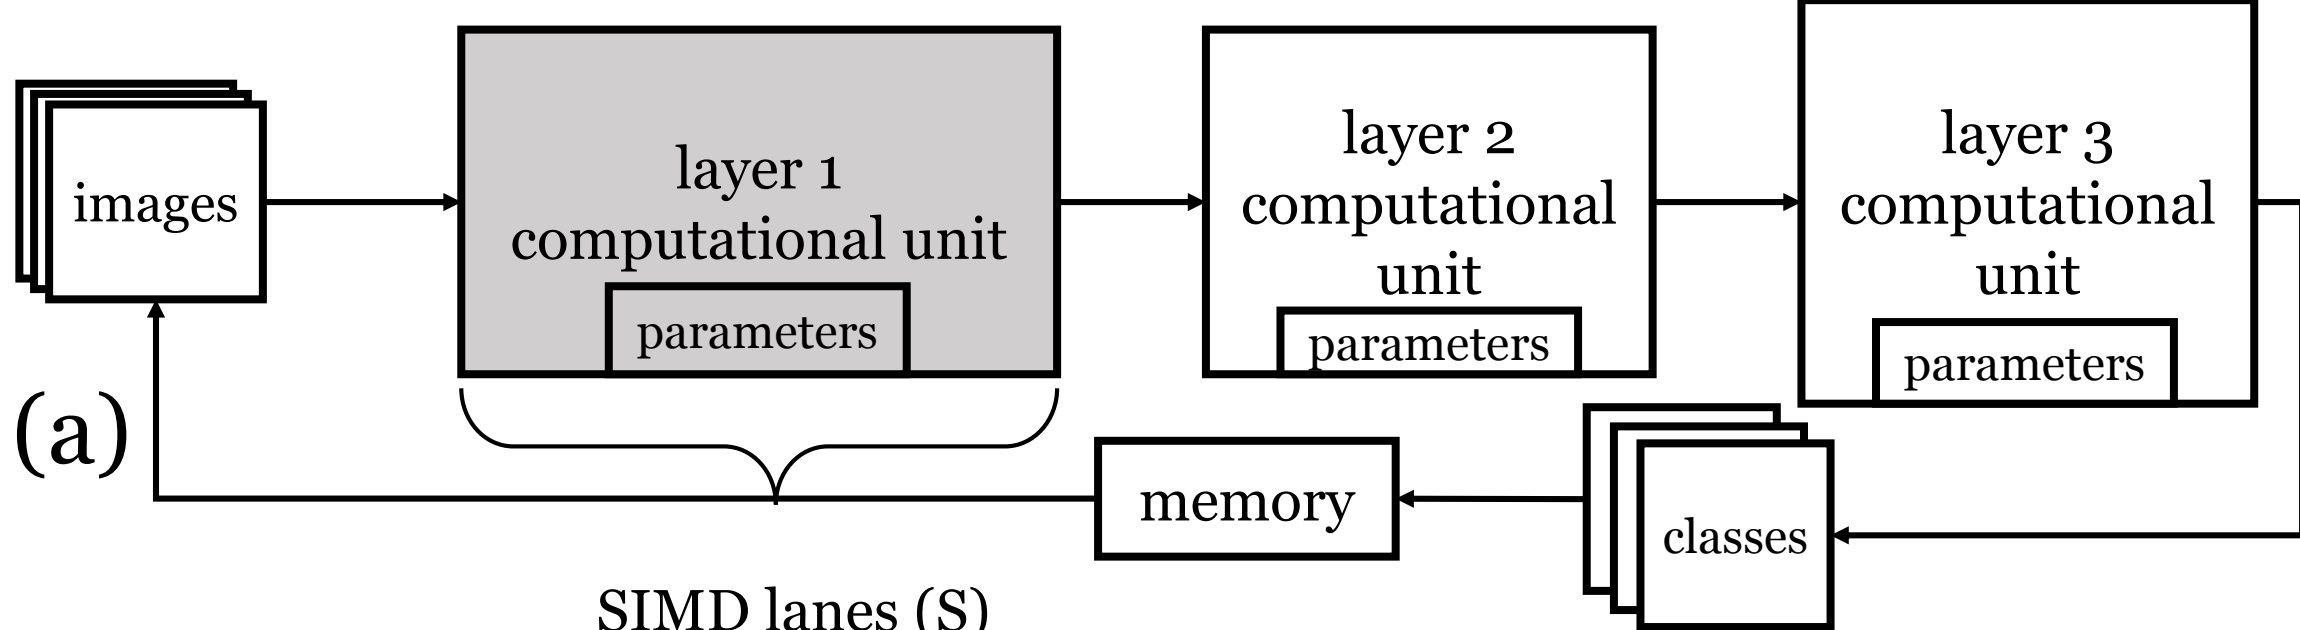 images
layer 1
computational unit
parameters
layer 2
computational
unit
parameters
layer 3
computational
unit
parameters
(a)
memory
classes
SIMD lanes (S)